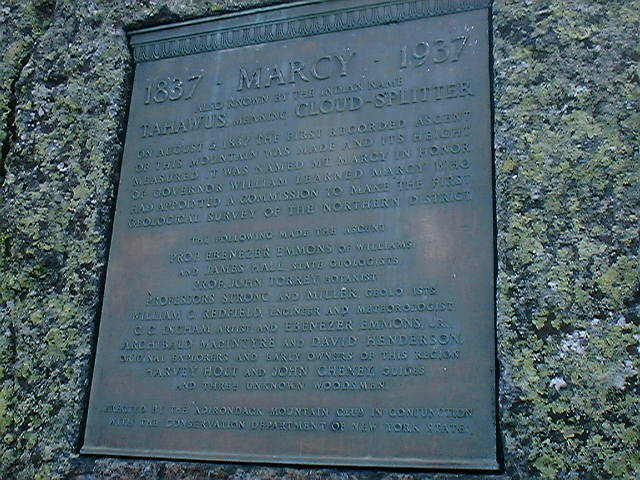 1837 · MARCY · 1937
ALSO KNOWN BY THE INDIAN NAME
TAHAWUS, MEANING CLOUD-SPLITTER
ON AUGUST 5 1837 THE FIRST RECORDED ASCENT
OF THIS MOUNTAIN WAS MADE AND ITS HEIGHT
MEASURED. IT WAS NAMED MT. MARCY IN HONOR
OF GOVERNOR WILLIAM LEARNED MARCY WHO
HAD APPOINTED A COMMISSION TO MAKE THE FIRST
GEOLOGICAL SURVEY OF THE NORTHERN DISTRICT
THE FOLLOWING MADE THE ASCENT
PROF. EBENEZER EMMONS OF WILLIAMS
AND JAMES HALL STATE GEOLOGISTS
PROF. JOHN TORREY BOTANIST
PROFESSORS STRONG AND MILLER GEOLOGISTS
WILLIAM C. REDFIELD, ENGINEER AND METEOROLOGIST
C.C. INGHAM, ARTIST AND EBENEZER EMMONS, JR.
ARCHIBALD MACINTYRE AND DAVID HENDERSON,
ORIGINAL EXPLORERS AND EARLY OWNERS OF THIS REGION
HARVEY HOLT AND JOHN CHENEY, GUIDES
AND THREE UNKNOWN WOODSMEN
ERECTED BY THE ADIRONDACK MOUNTAIN CLUB IN CONJUNCTION
WITH THE CONSERVATION DEPARTMENT OF NEW YORK STATE